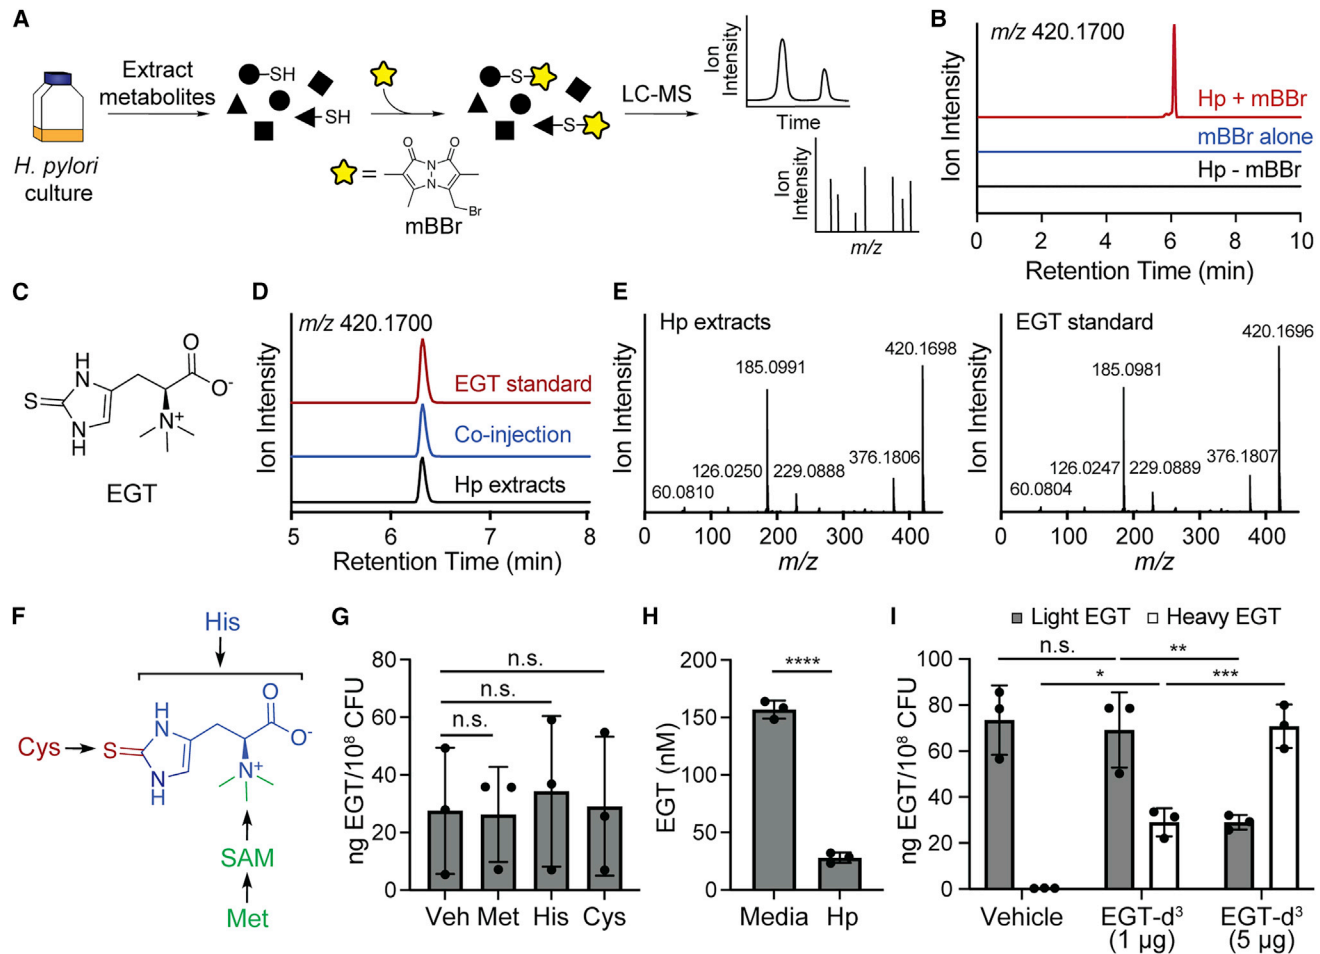 A
Extract
metabolites
H. pylori
culture
SH
SH
S
S
=
O
O
N
N
Br
mBBr
LC-MS
Ion
Intensity
Time
Ion
Intensity
m/z
B
m/z 420.1700
Ion Intensity
Hp + mBBr
mBBr alone
Hp - mBBr
0 2 4 6 8 10
Retention Time (min)
C
H
N
S
N
H
O
O-
N+
EGT
D
m/z 420.1700
Ion Intensity
EGT standard
Co-injection
Hp extracts
5 6 7 8
Retention Time (min)
E
Hp extracts
Ion Intensity
420.1698
185.0991
376.1806
126.0250
229.0888
60.0810
0 100 200 300 400
m/z
EGT standard
Ion Intensity
420.1696
185.0981
376.1807
126.0247
229.0889
60.0804
0 100 200 300 400
m/z
F
His
Cys
S
H
N
N
H
O
O-
N+
SAM
Met
G
ng EGT/10⁸ CFU
80
60
40
20
0
n.s.
n.s.
n.s.
Veh Met His Cys
H
EGT (nM)
200
150
100
50
0
****
Media Hp
I
Light EGT Heavy EGT
ng EGT/10⁸ CFU
100
80
60
40
20
0
n.s.
**
*
***
Vehicle
EGT-d³
(1 µg)
EGT-d³
(5 µg)